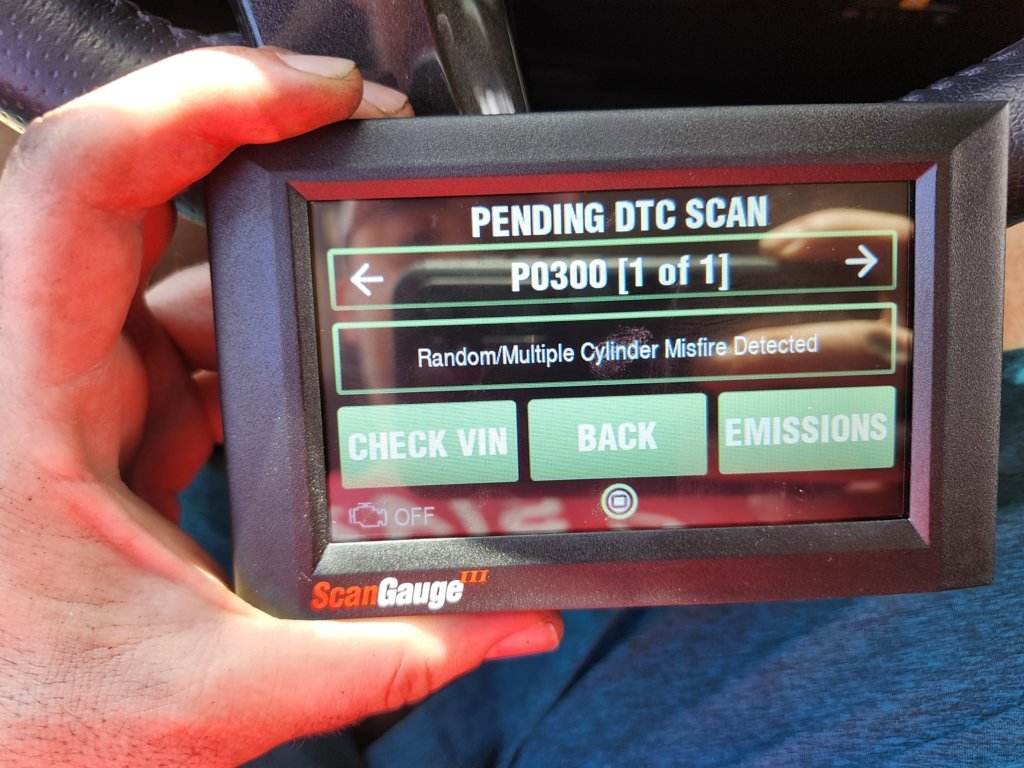 PENDING DTC SCAN
← P0300 [1 of 1] →
Random/Multiple Cylinder Misfire Detected
CHECK VIN BACK EMISSIONS
OFF
ScanGauge III